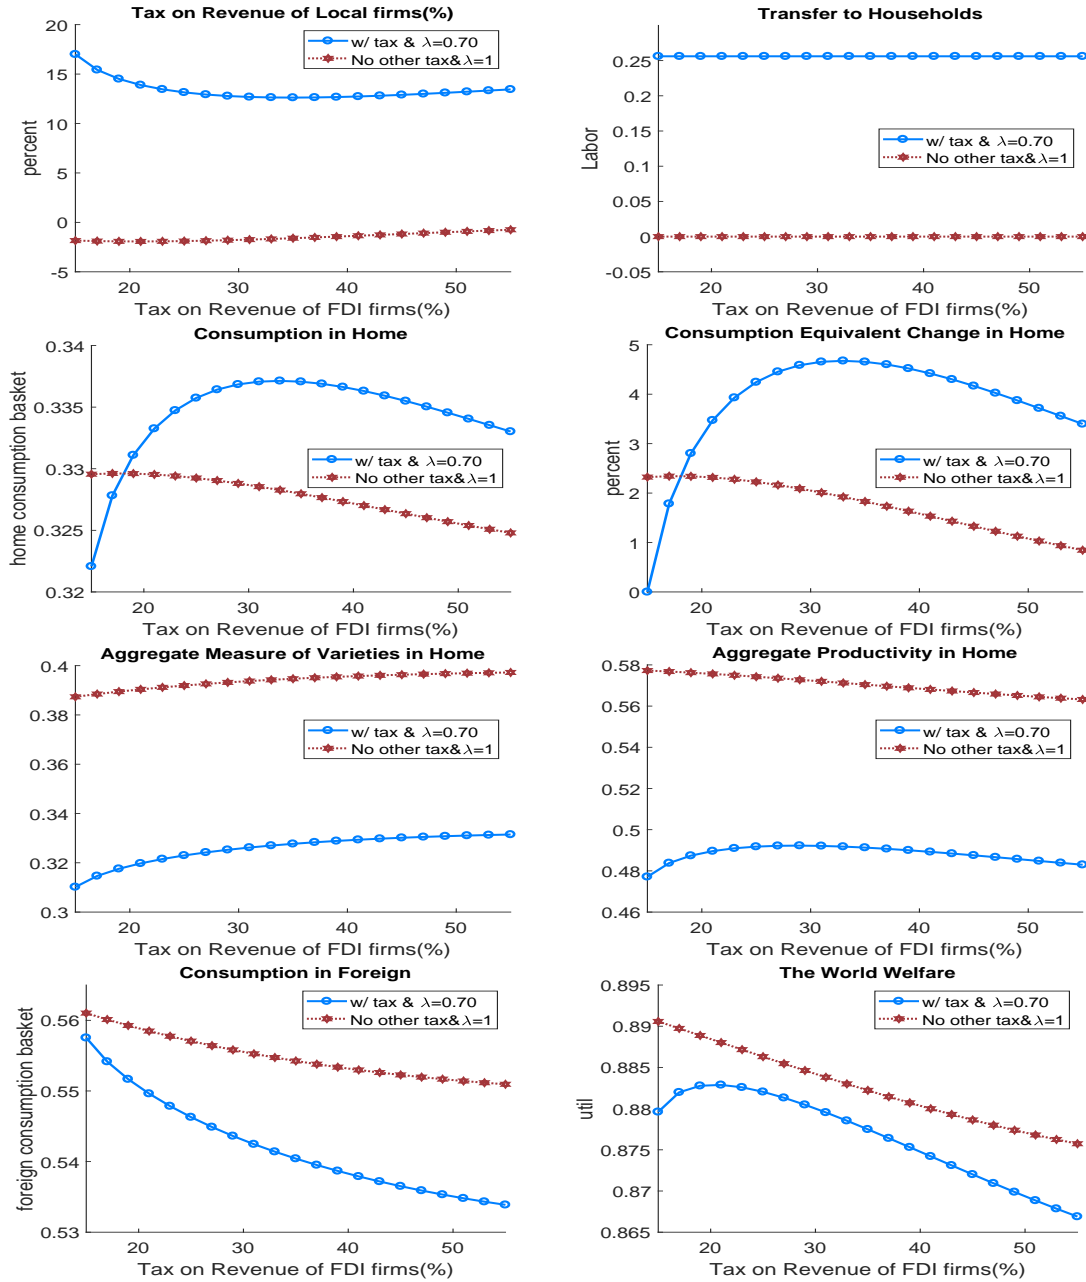 Tax on Revenue of Local firms(%)
20
15
10
5
0
-5
percent
w/ tax & λ=0.70
No other tax&λ=1
20
30
40
50
Tax on Revenue of FDI firms(%)
Transfer to Households
0.25
0.2
0.15
0.1
0.05
0
-0.05
Labor
w/ tax & λ=0.70
No other tax&λ=1
20
30
40
50
Tax on Revenue of FDI firms(%)
Consumption in Home
0.34
0.335
0.33
0.325
0.32
home consumption basket
w/ tax & λ=0.70
No other tax&λ=1
20
30
40
50
Tax on Revenue of FDI firms(%)
Consumption Equivalent Change in Home
5
4
3
2
1
0
percent
w/ tax & λ=0.70
No other tax&λ=1
20
30
40
50
Tax on Revenue of FDI firms(%)
Aggregate Measure of Varieties in Home
0.4
0.38
0.36
0.34
0.32
0.3
w/ tax & λ=0.70
No other tax&λ=1
20
30
40
50
Tax on Revenue of FDI firms(%)
Aggregate Productivity in Home
0.58
0.56
0.54
0.52
0.5
0.48
0.46
w/ tax & λ=0.70
No other tax&λ=1
20
30
40
50
Tax on Revenue of FDI firms(%)
Consumption in Foreign
0.56
0.55
0.54
0.53
foreign consumption basket
w/ tax & λ=0.70
No other tax&λ=1
20
30
40
50
Tax on Revenue of FDI firms(%)
The World Welfare
0.895
0.89
0.885
0.88
0.875
0.87
0.865
util
w/ tax & λ=0.70
No other tax&λ=1
20
30
40
50
Tax on Revenue of FDI firms(%)